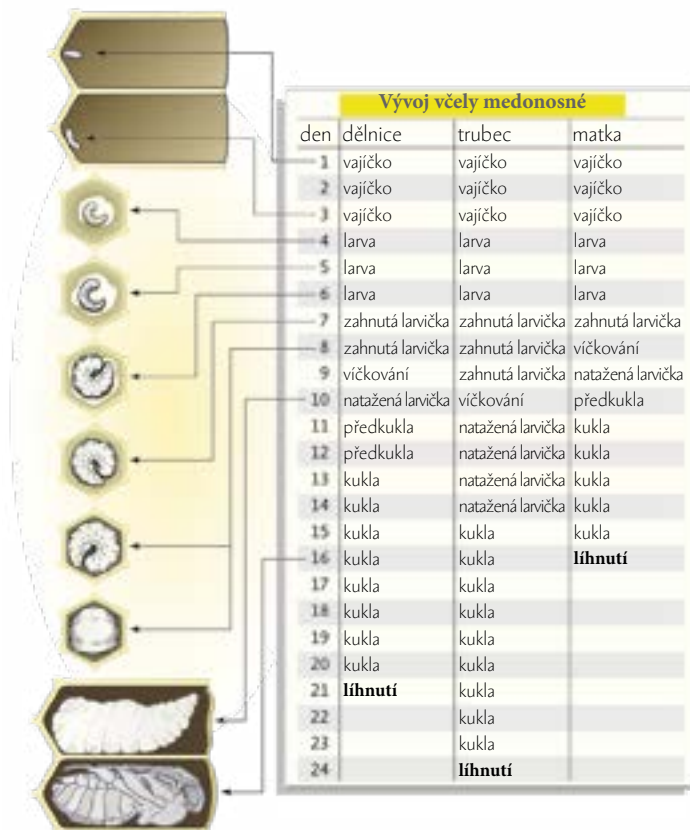 Vývoj včely medonosné
den dělnice trubec matka
1 vajíčko vajíčko vajíčko
2 vajíčko vajíčko vajíčko
3 vajíčko vajíčko vajíčko
4 larva larva larva
5 larva larva larva
6 larva larva larva
7 zahnutá larvička zahnutá larvička zahnutá larvička
8 zahnutá larvička zahnutá larvička víčkování
9 víčkování zahnutá larvička natažená larvička
10 natažená larvička víčkování předkukla
11 předkukla natažená larvička kukla
12 předkukla natažená larvička kukla
13 kukla natažená larvička kukla
14 kukla natažená larvička kukla
15 kukla kukla kukla
16 kukla kukla líhnutí
17 kukla kukla
18 kukla kukla
19 kukla kukla
20 kukla kukla
21 líhnutí kukla
22 kukla
23 kukla
24 líhnutí